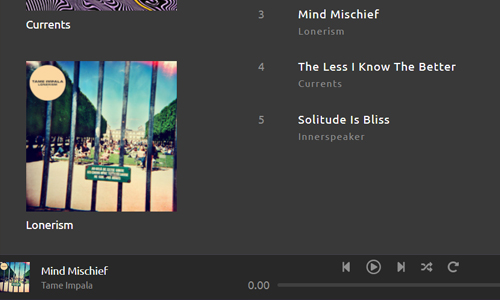 Currents
TAME IMPALA
LONERISM
Lonerism
3 Mind Mischief
Lonerism
4 The Less I Know The Better
Currents
5 Solitude Is Bliss
Innerspeaker
Mind Mischief
Tame Impala
0.00